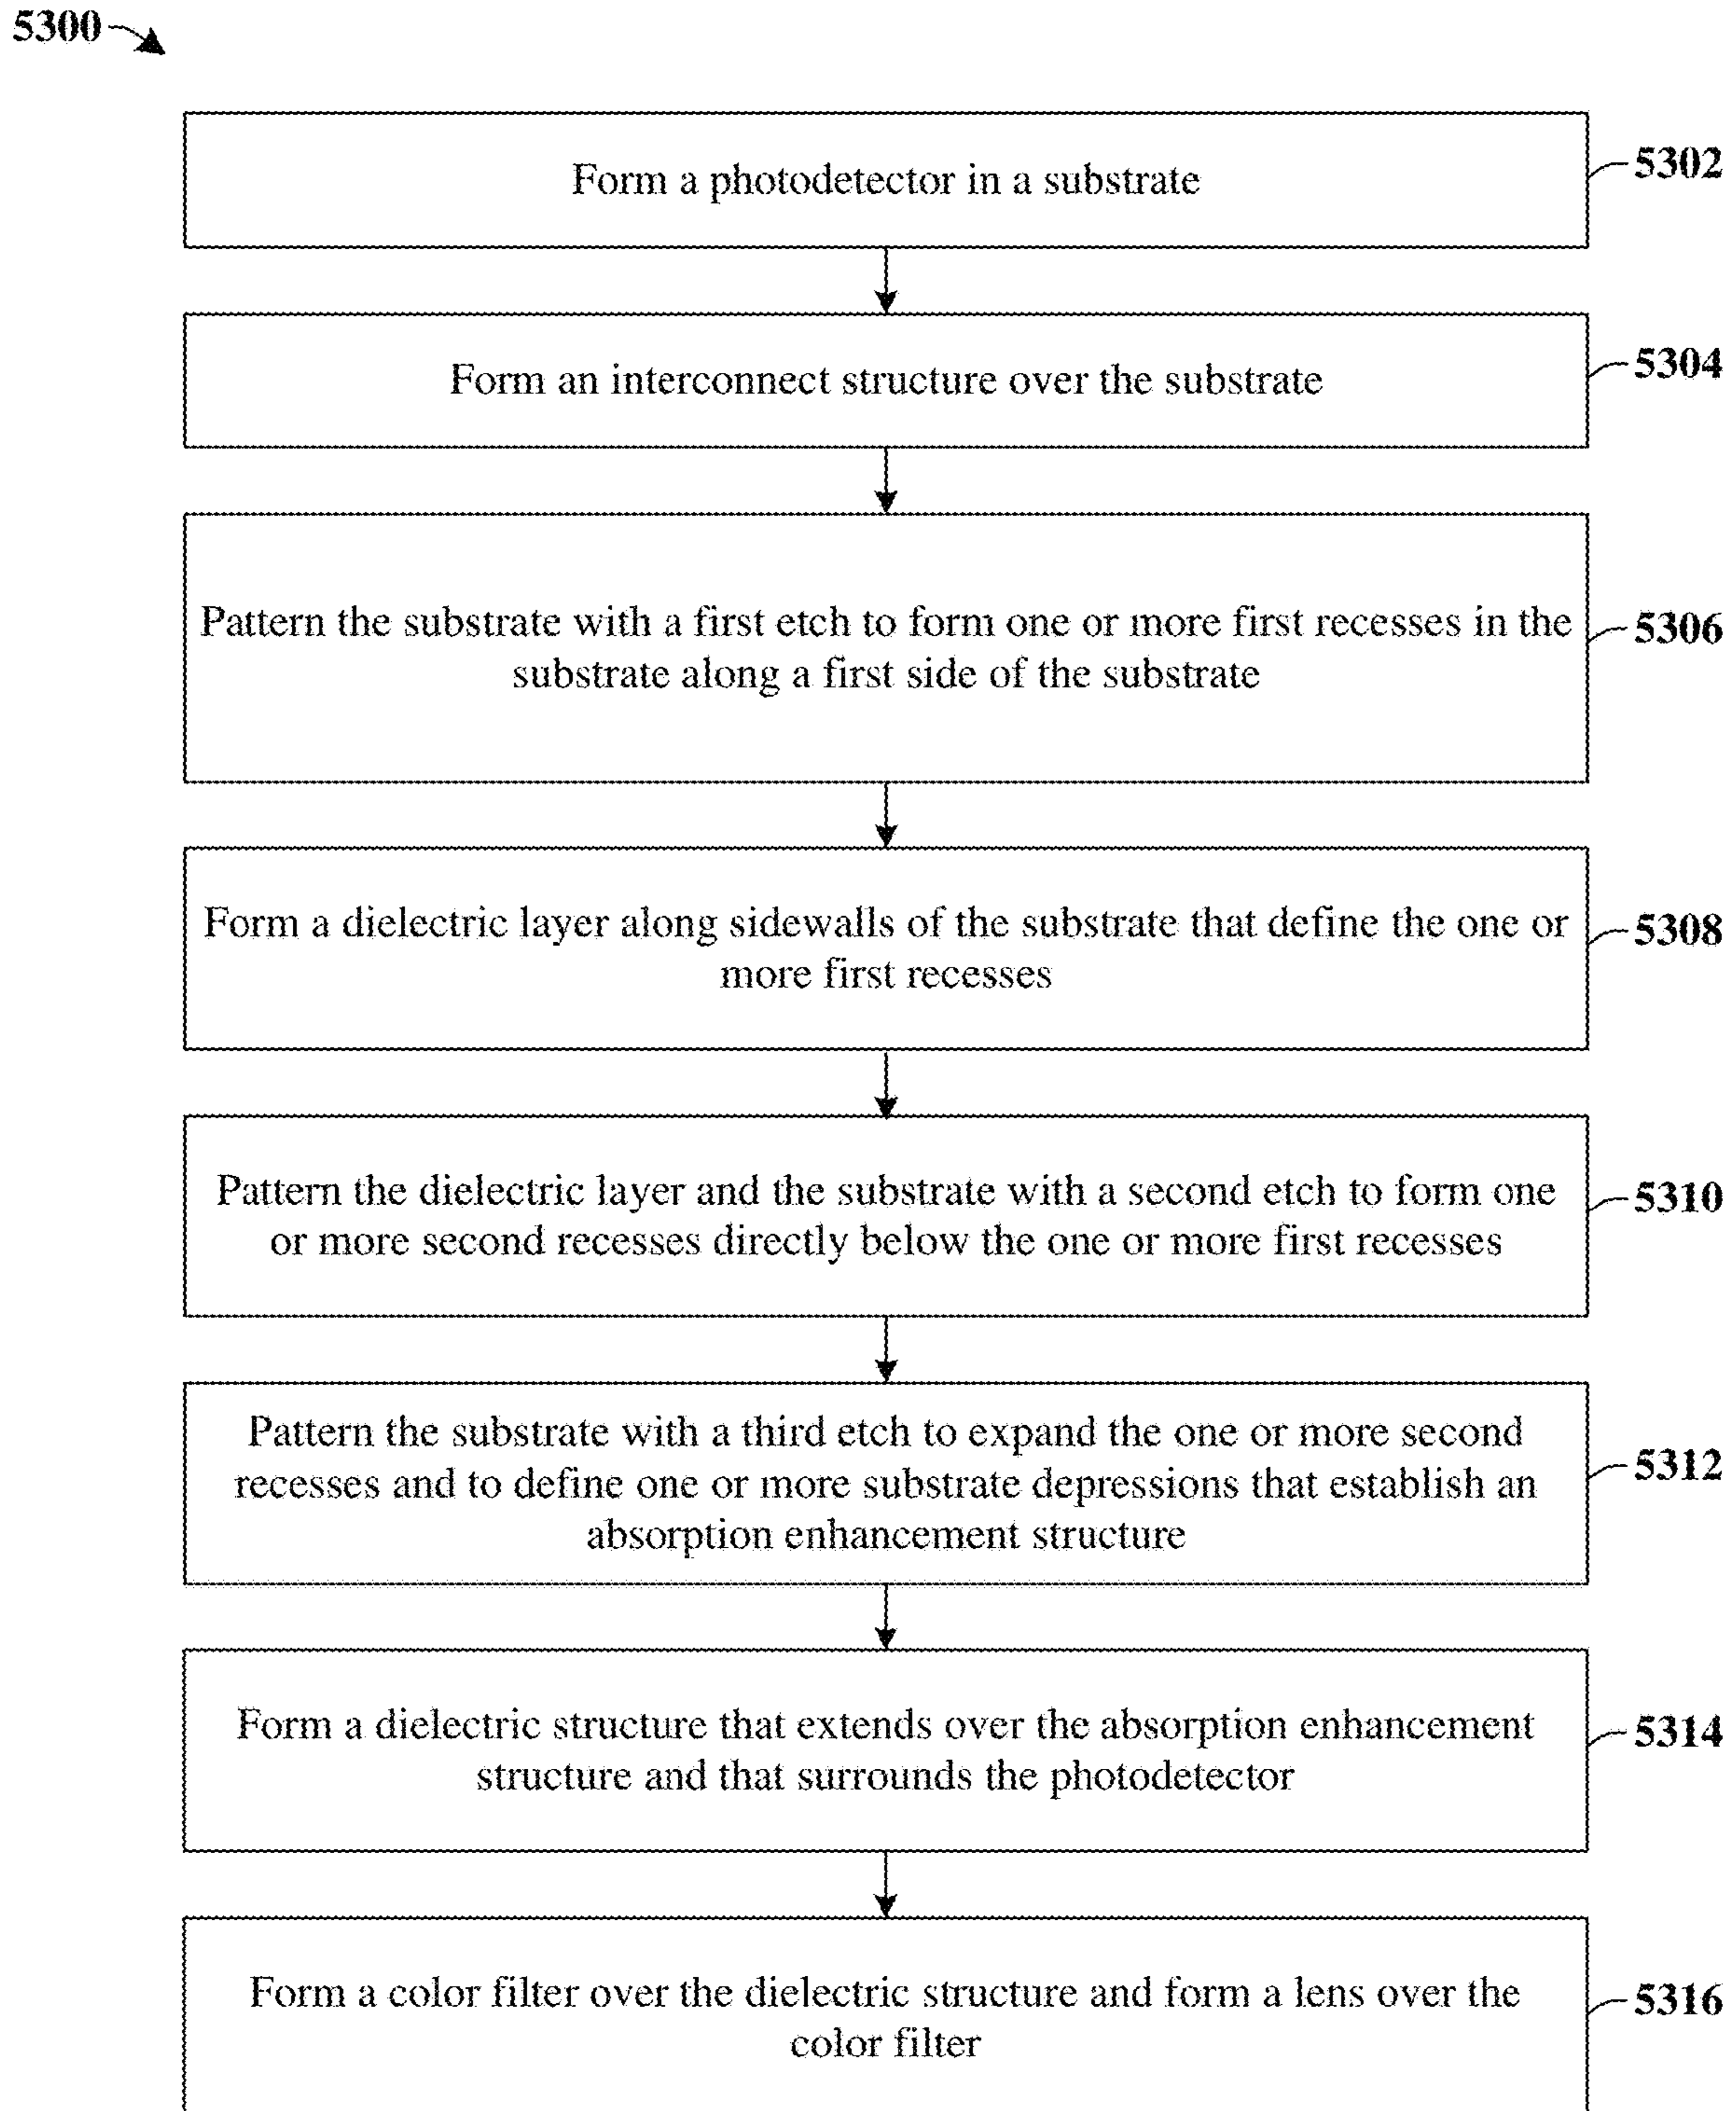 5300
Form a photodetector in a substrate
5302
Form an interconnect structure over the substrate
5304
Pattern the substrate with a first etch to form one or more first recesses in the
substrate along a first side of the substrate
5306
Form a dielectric layer along sidewalls of the substrate that define the one or
more first recesses
5308
Pattern the dielectric layer and the substrate with a second etch to form one
or more second recesses directly below the one or more first recesses
5310
Pattern the substrate with a third etch to expand the one or more second
recesses and to define one or more substrate depressions that establish an
absorption enhancement structure
5312
Form a dielectric structure that extends over the absorption enhancement
structure and that surrounds the photodetector
5314
Form a color filter over the dielectric structure and form a lens over the
color filter
5316